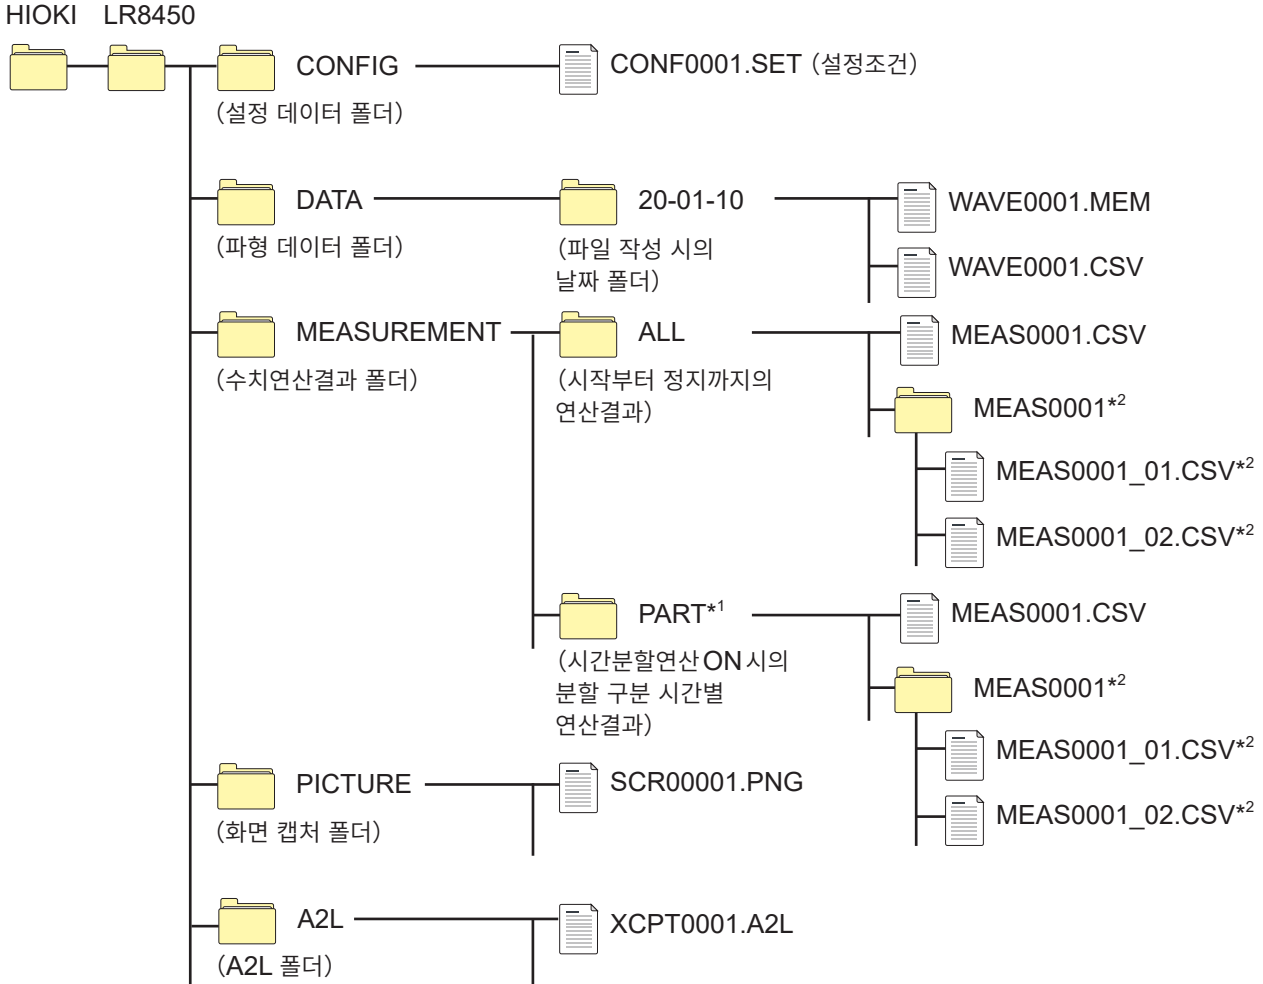 HIOKI LR8450
CONFIG
CONF0001.SET (설정조건)
(설정 데이터 폴더)
DATA
20-01-10
WAVE0001.MEM
(파형 데이터 폴더)
(파일 작성 시의
날짜 폴더)
WAVE0001.CSV
MEASUREMENT
ALL
MEAS0001.CSV
(수치연산결과 폴더)
(시작부터 정지까지의
연산결과)
MEAS0001*2
MEAS0001_01.CSV*2
MEAS0001_02.CSV*2
PART*1
MEAS0001.CSV
(시간분할연산 ON 시의
분할 구분 시간별
연산결과)
MEAS0001*2
MEAS0001_01.CSV*2
MEAS0001_02.CSV*2
PICTURE
SCR00001.PNG
(화면 캡처 폴더)
A2L
XCPT0001.A2L
(A2L 폴더)